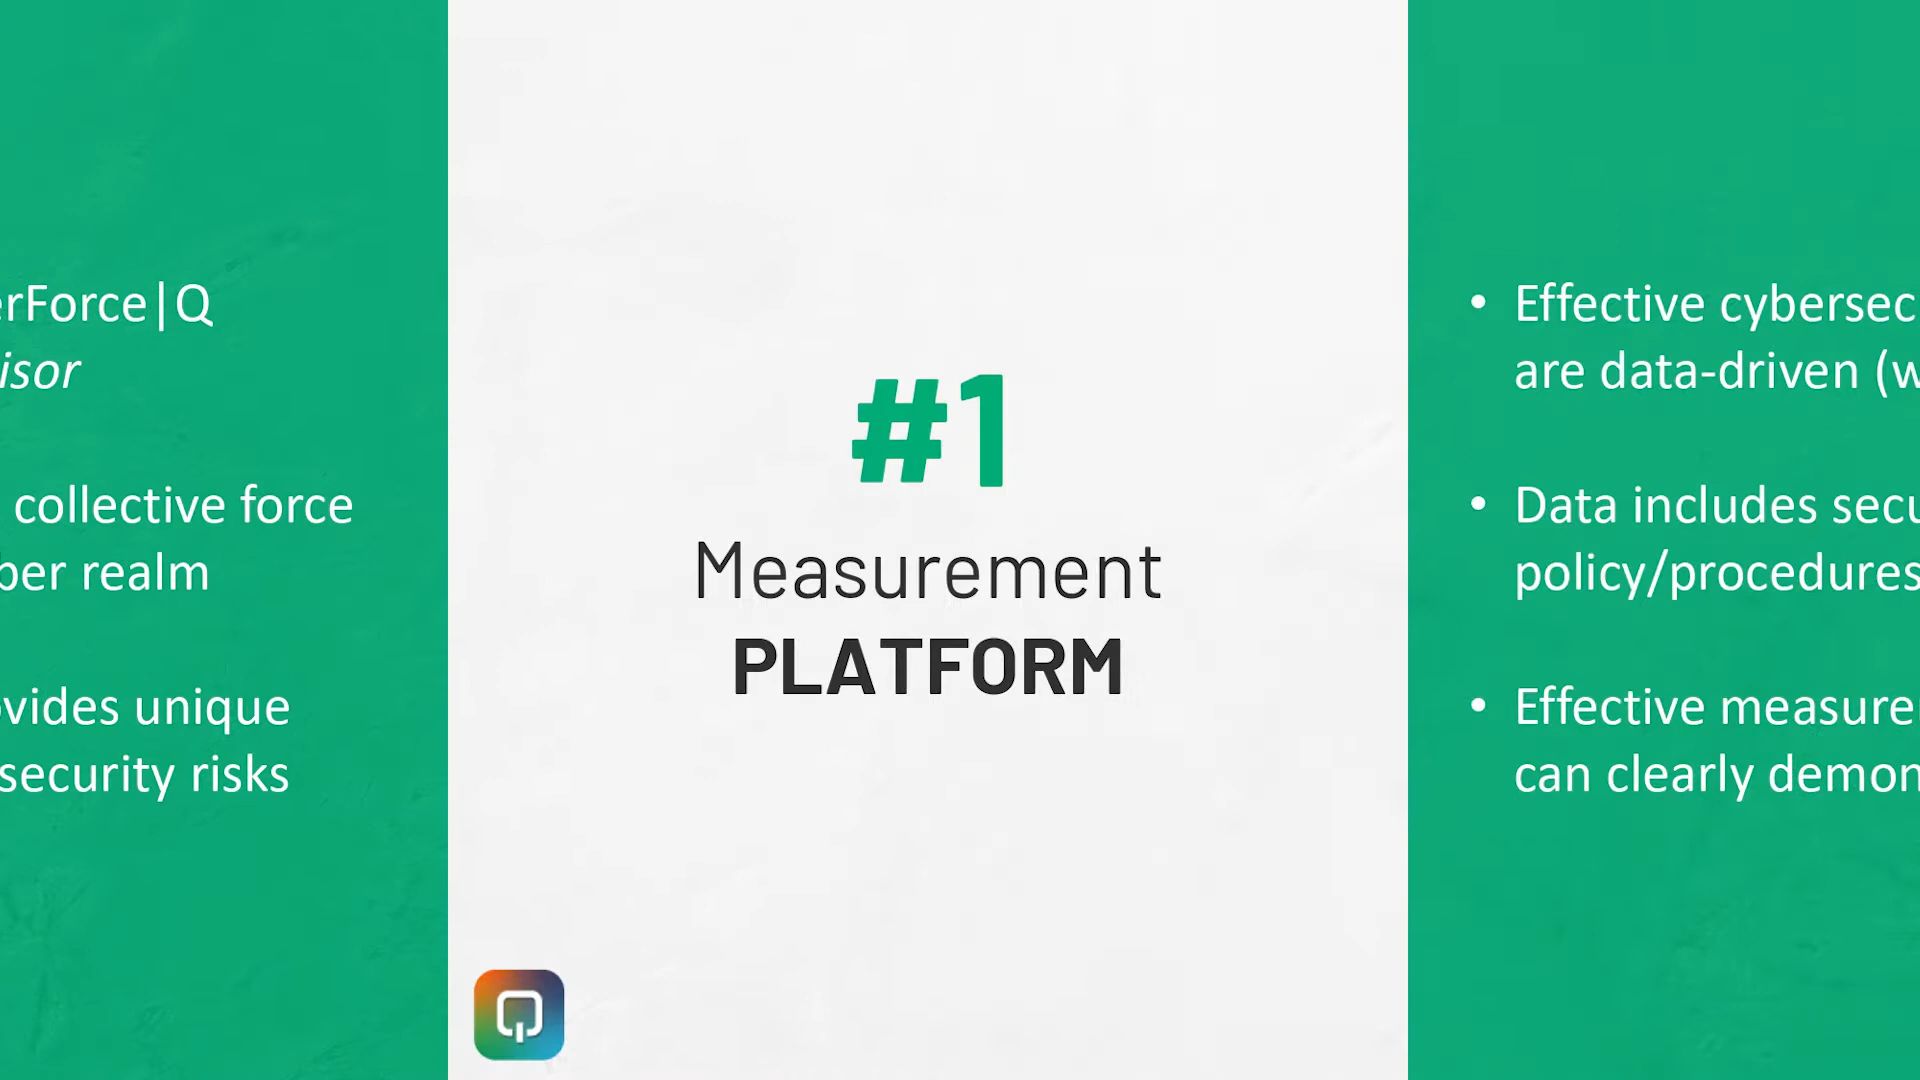 erForce|Q
isor
collective force
ber realm
ovides unique
security risks
#1
Measurement
PLATFORM
• Effective cybersec
are data-driven (w
• Data includes secu
policy/procedures
• Effective measure
can clearly demon